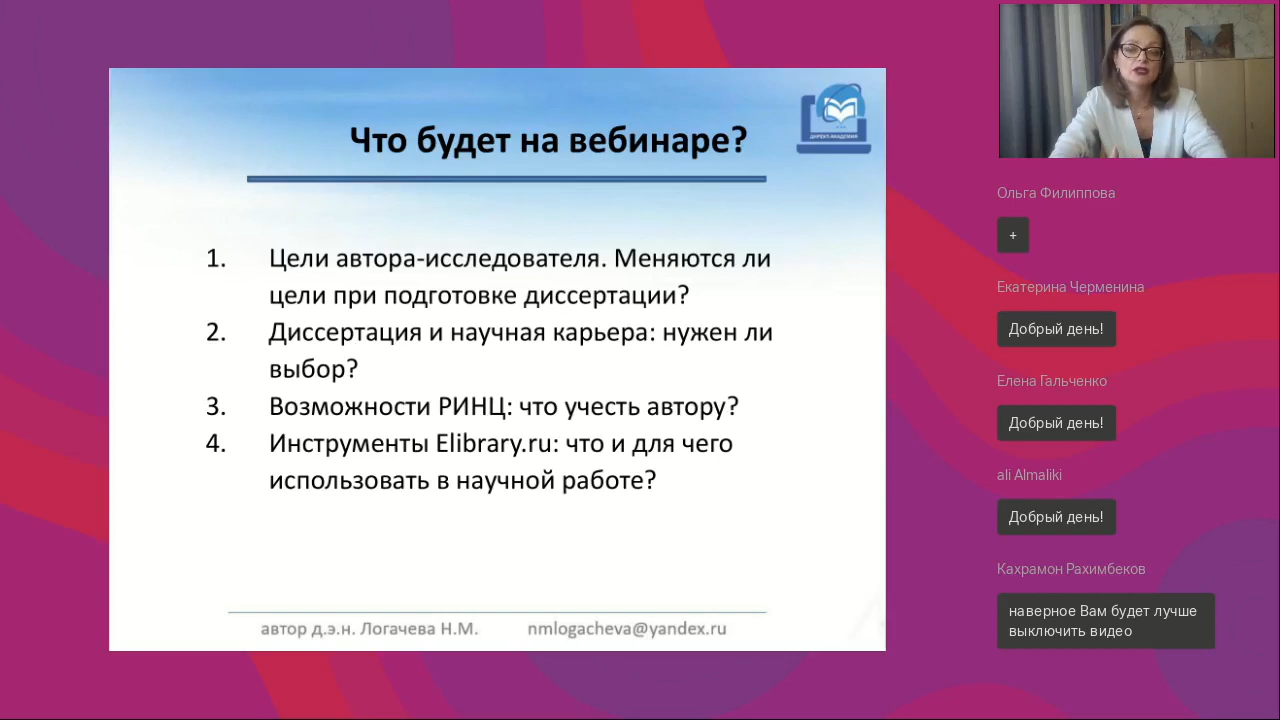 Что будет на вебинаре?
ДИРЕКТ-АКАДЕМИЯ
1. Цели автора-исследователя. Меняются ли
цели при подготовке диссертации?
2. Диссертация и научная карьера: нужен ли
выбор?
3. Возможности РИНЦ: что учесть автору?
4. Инструменты Elibrary.ru: что и для чего
использовать в научной работе?
автор д.э.н. Логачева Н.М. nmlogacheva@yandex.ru
Ольга Филиппова
+
Екатерина Черменина
Добрый день!
Елена Гальченко
Добрый день!
ali Almaliki
Добрый день!
Кахрамон Рахимбеков
наверное Вам будет лучше
выключить видео